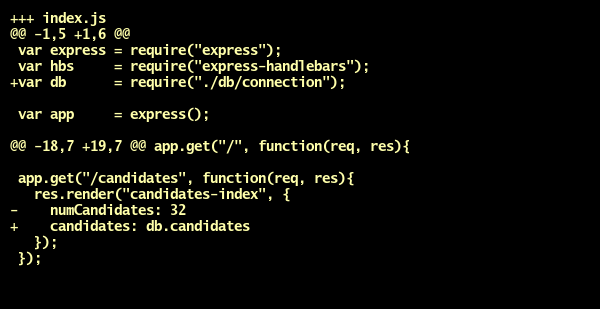 +++ index.js
@@ -1,5 +1,6 @@
 var express = require("express");
 var hbs     = require("express-handlebars");
+var db      = require("./db/connection");

 var app     = express();

@@ -18,7 +19,7 @@ app.get("/", function(req, res){

 app.get("/candidates", function(req, res){
   res.render("candidates-index", {
-    numCandidates: 32
+    candidates: db.candidates
   });
 });